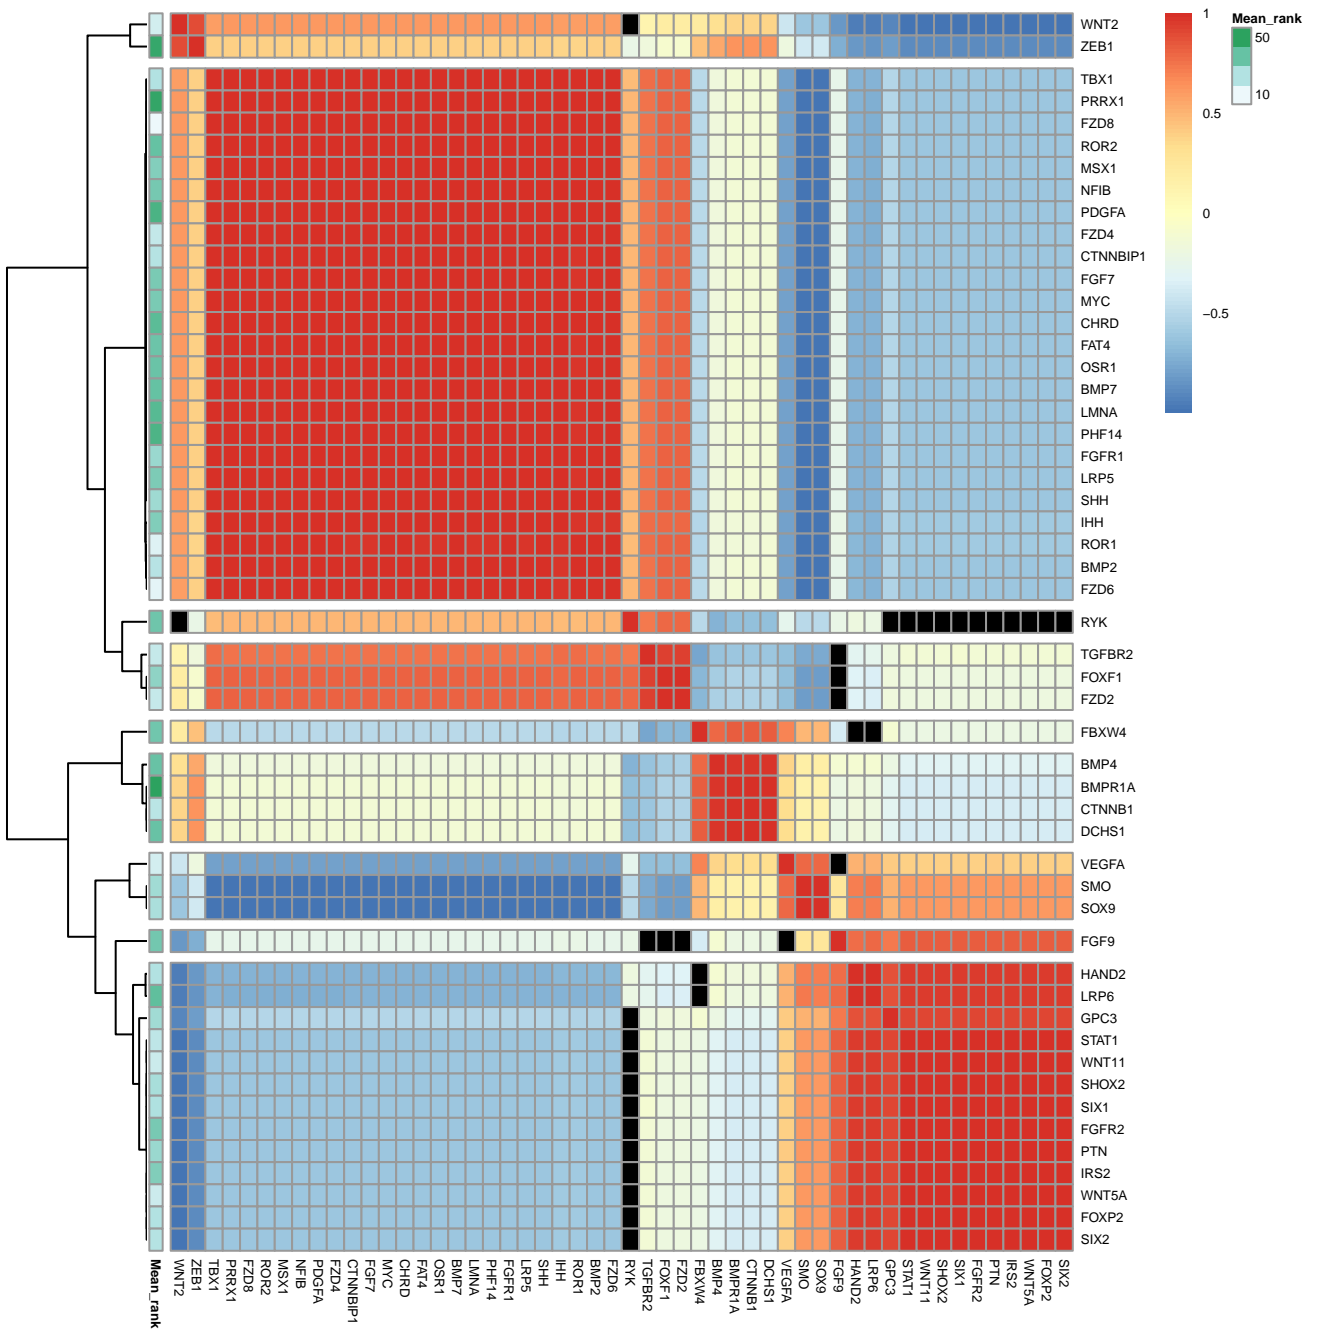 WNT2
ZEB1
TBX1
PRRX1
FZD8
ROR2
MSX1
NFIB
PDGFA
FZD4
CTNNBIP1
FGF7
MYC
CHRD
FAT4
OSR1
BMP7
LMNA
PHF14
FGFR1
LRP5
SHH
IHH
ROR1
BMP2
FZD6
RYK
TGFBR2
FOXF1
FZD2
FBXW4
BMP4
BMPR1A
CTNNB1
DCHS1
VEGFA
SMO
SOX9
FGF9
HAND2
LRP6
GPC3
STAT1
WNT11
SHOX2
SIX1
FGFR2
PTN
IRS2
WNT5A
FOXP2
SIX2
1
0.5
0
−0.5
Mean_rank
50
10
Mean_rank
WNT2
ZEB1
TBX1
PRRX1
FZD8
ROR2
MSX1
NFIB
PDGFA
FZD4
CTNNBIP1
FGF7
MYC
CHRD
FAT4
OSR1
BMP7
LMNA
PHF14
FGFR1
LRP5
SHH
IHH
ROR1
BMP2
FZD6
RYK
TGFBR2
FOXF1
FZD2
FBXW4
BMP4
BMPR1A
CTNNB1
DCHS1
VEGFA
SMO
SOX9
FGF9
HAND2
LRP6
GPC3
STAT1
WNT11
SHOX2
SIX1
FGFR2
PTN
IRS2
WNT5A
FOXP2
SIX2